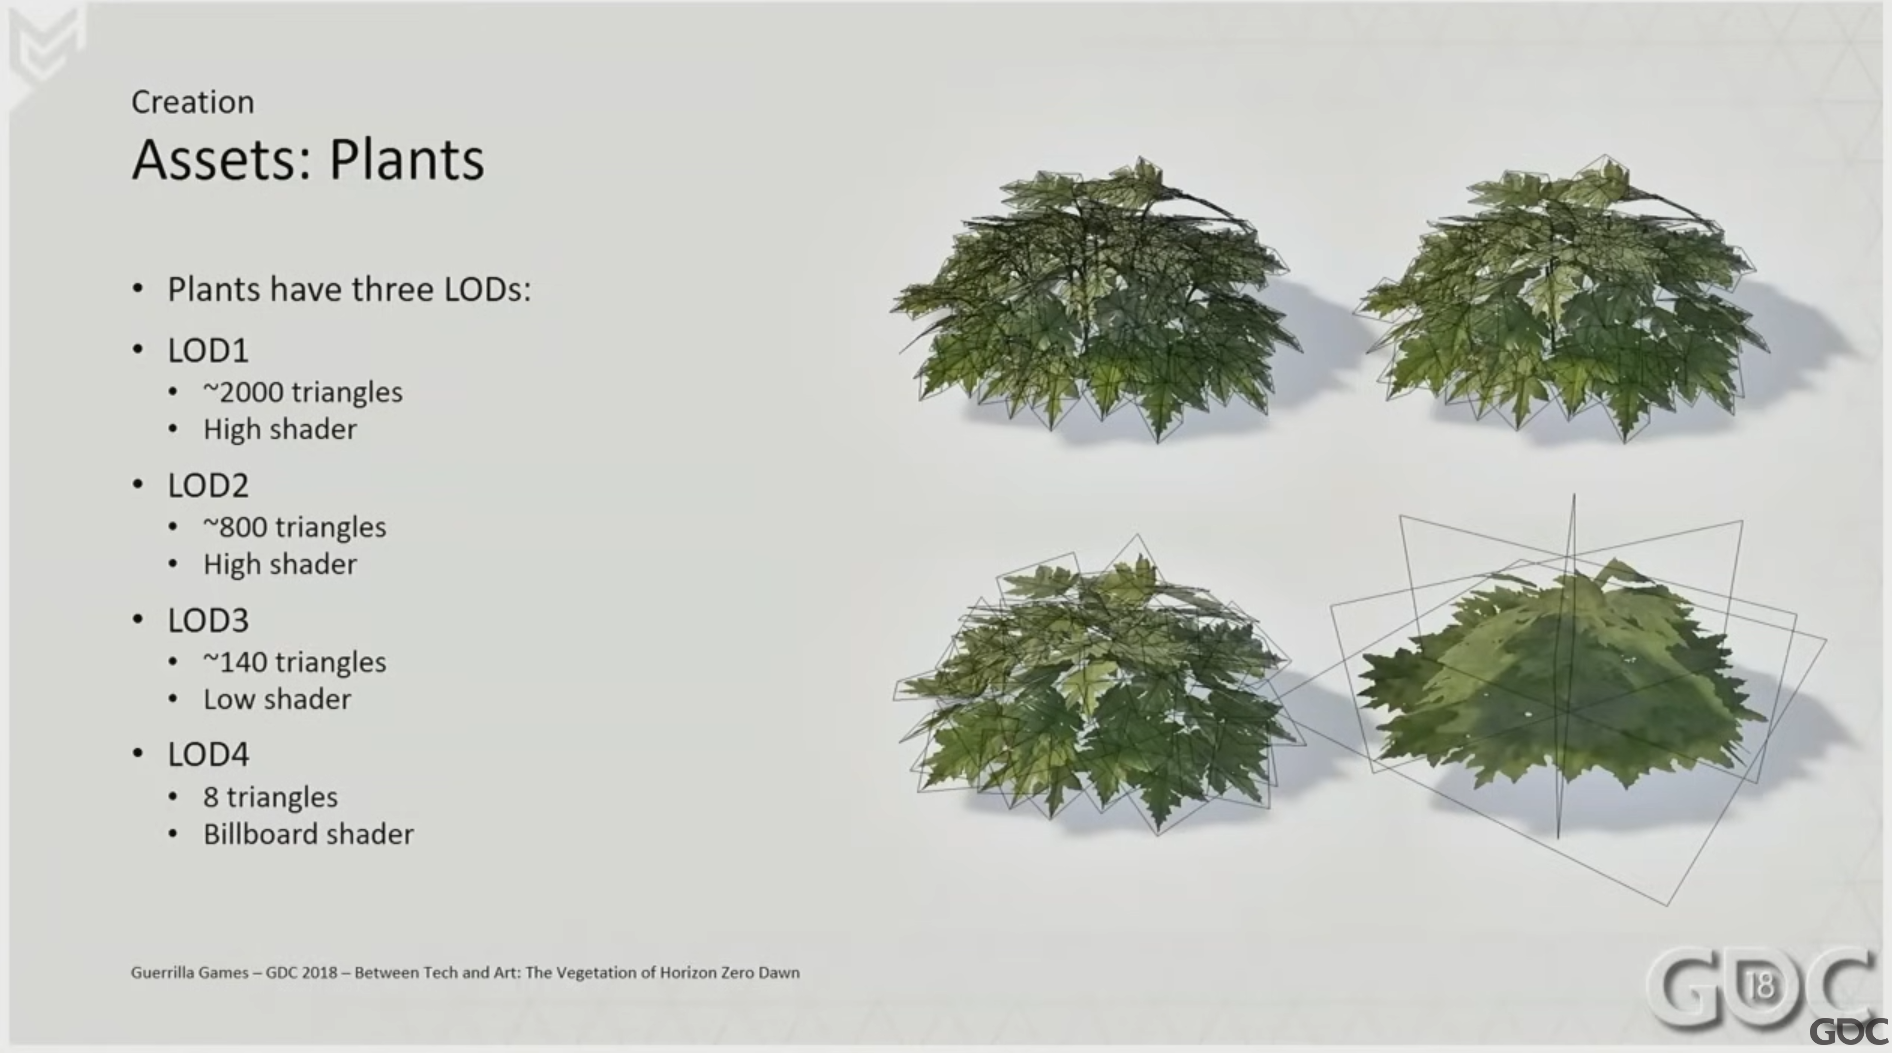 Creation
Assets: Plants
• Plants have three LODs:
• LOD1
• ~2000 triangles
• High shader
• LOD2
• ~800 triangles
• High shader
• LOD3
• ~140 triangles
• Low shader
• LOD4
• 8 triangles
• Billboard shader
Guerrilla Games – GDC 2018 – Between Tech and Art: The Vegetation of Horizon Zero Dawn
GDC
18
GDC